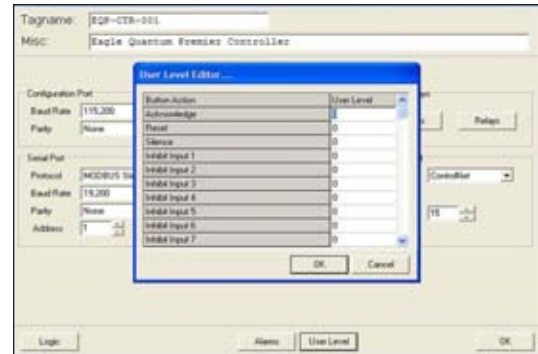 Tagname: EQP-CTR-001
Misc: Eagle Quantum Premier Controller
User Level Editor....
Button Action User Level
Acknowledge
Reset 0
Silence 0
Inhibit Input 1 0
Inhibit Input 2 0
Inhibit Input 3 0
Inhibit Input 4 0
Inhibit Input 5 0
Inhibit Input 6 0
Inhibit Input 7 0
OK Cancel
Configuration Port
Baud Rate 115,200
Parity None
Relays
Serial Port
Protocol MODBUS
Baud Rate 19,200
Parity None
Address 1
ControlNet
15
Logic Alarms User Level OK